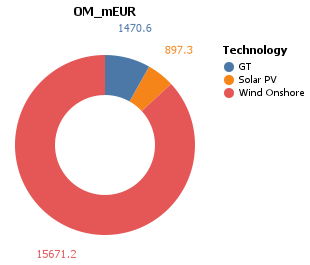 OM_mEUR
1470.6
897.3
Technology
GT
Solar PV
Wind Onshore
15671.2